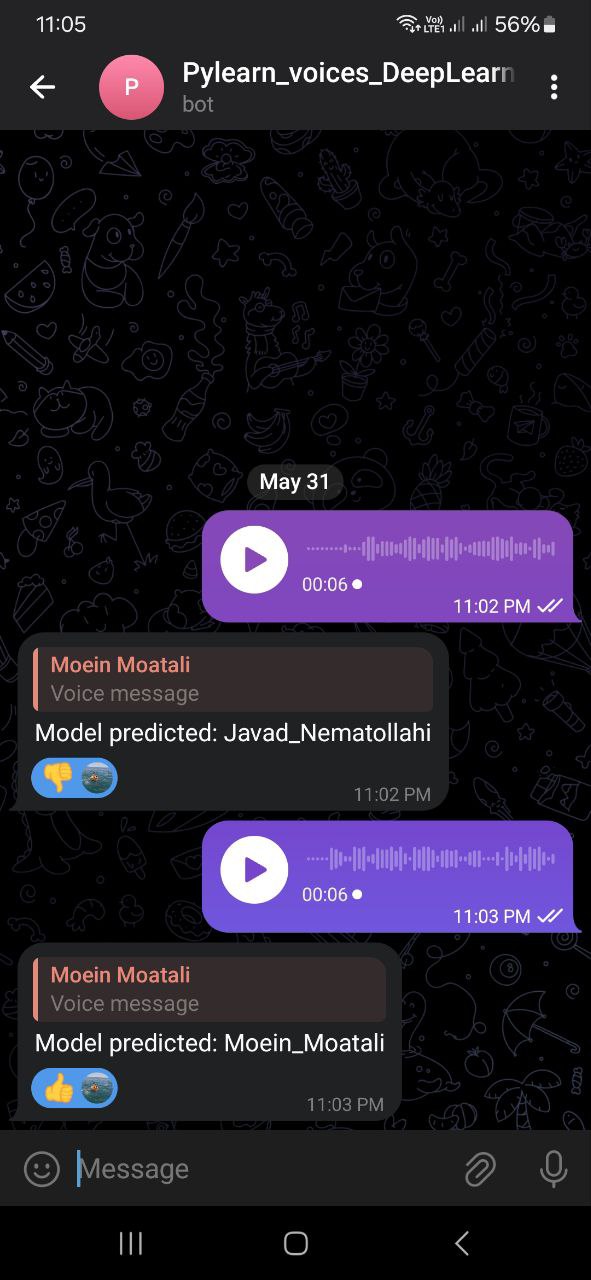 11:05
Vo)) LTE1 56%
P
Pylearn_voices_DeepLearn
bot
May 31
00:06
11:02 PM
Moein Moatali
Voice message
Model predicted: Javad_Nematollahi
11:02 PM
00:06
11:03 PM
Moein Moatali
Voice message
Model predicted: Moein_Moatali
11:03 PM
Message